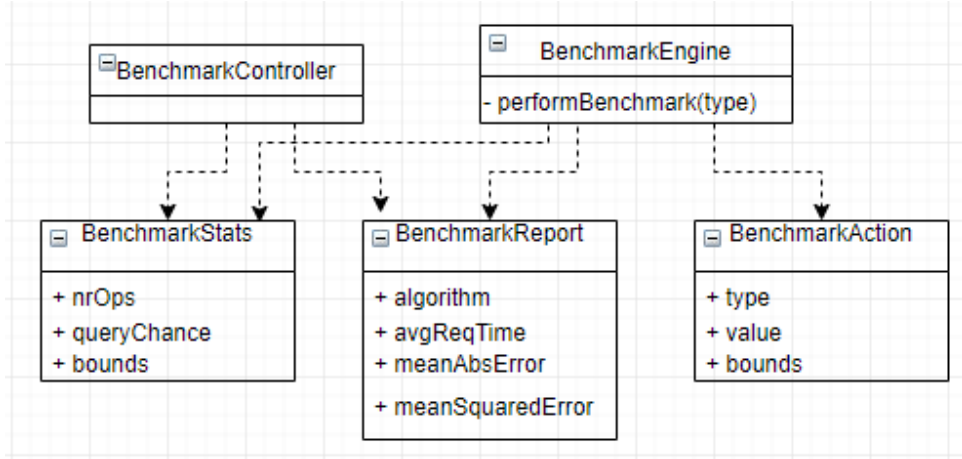 BenchmarkController
BenchmarkEngine
- performBenchmark(type)
BenchmarkStats
+ nrOps
+ queryChance
+ bounds
BenchmarkReport
+ algorithm
+ avgReqTime
+ meanAbsError
+ meanSquaredError
BenchmarkAction
+ type
+ value
+ bounds